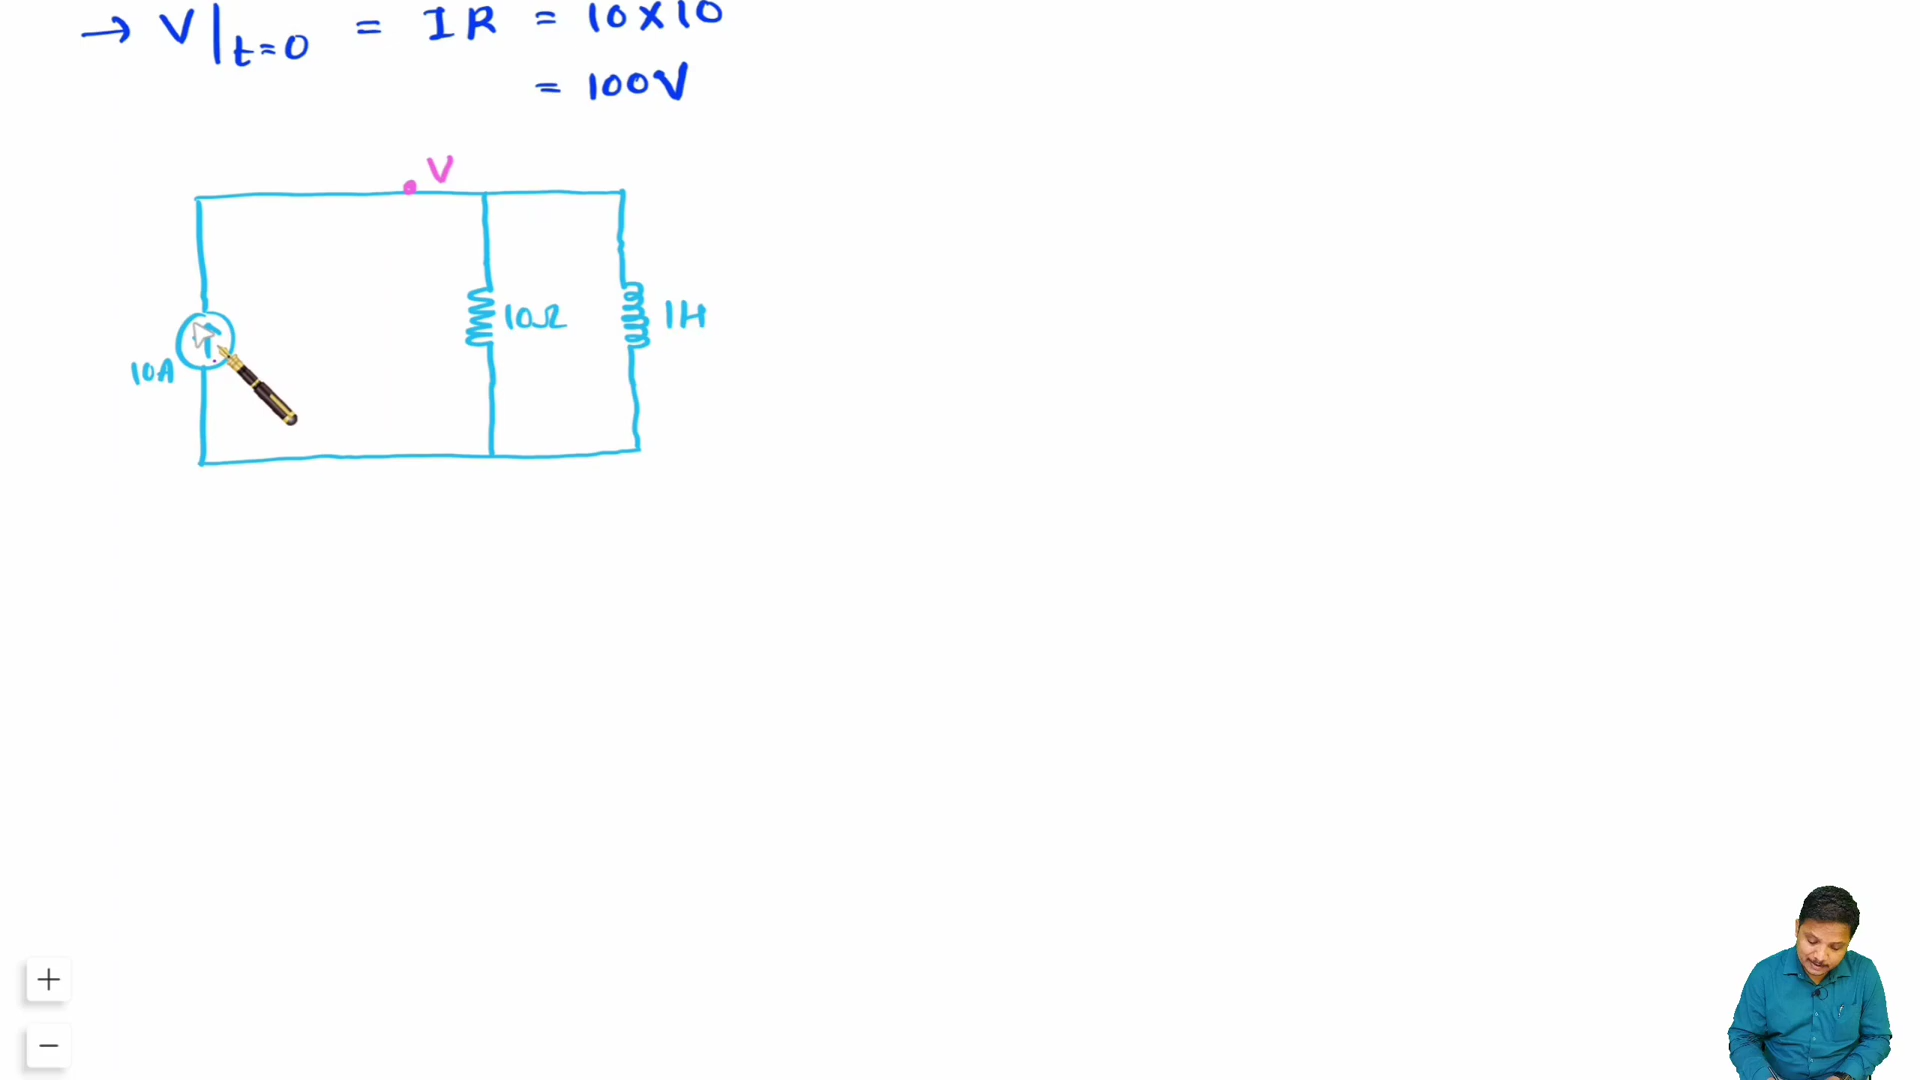 → V|t=0 = IR = 10×10
= 100V
V
10Ω
1H
10A